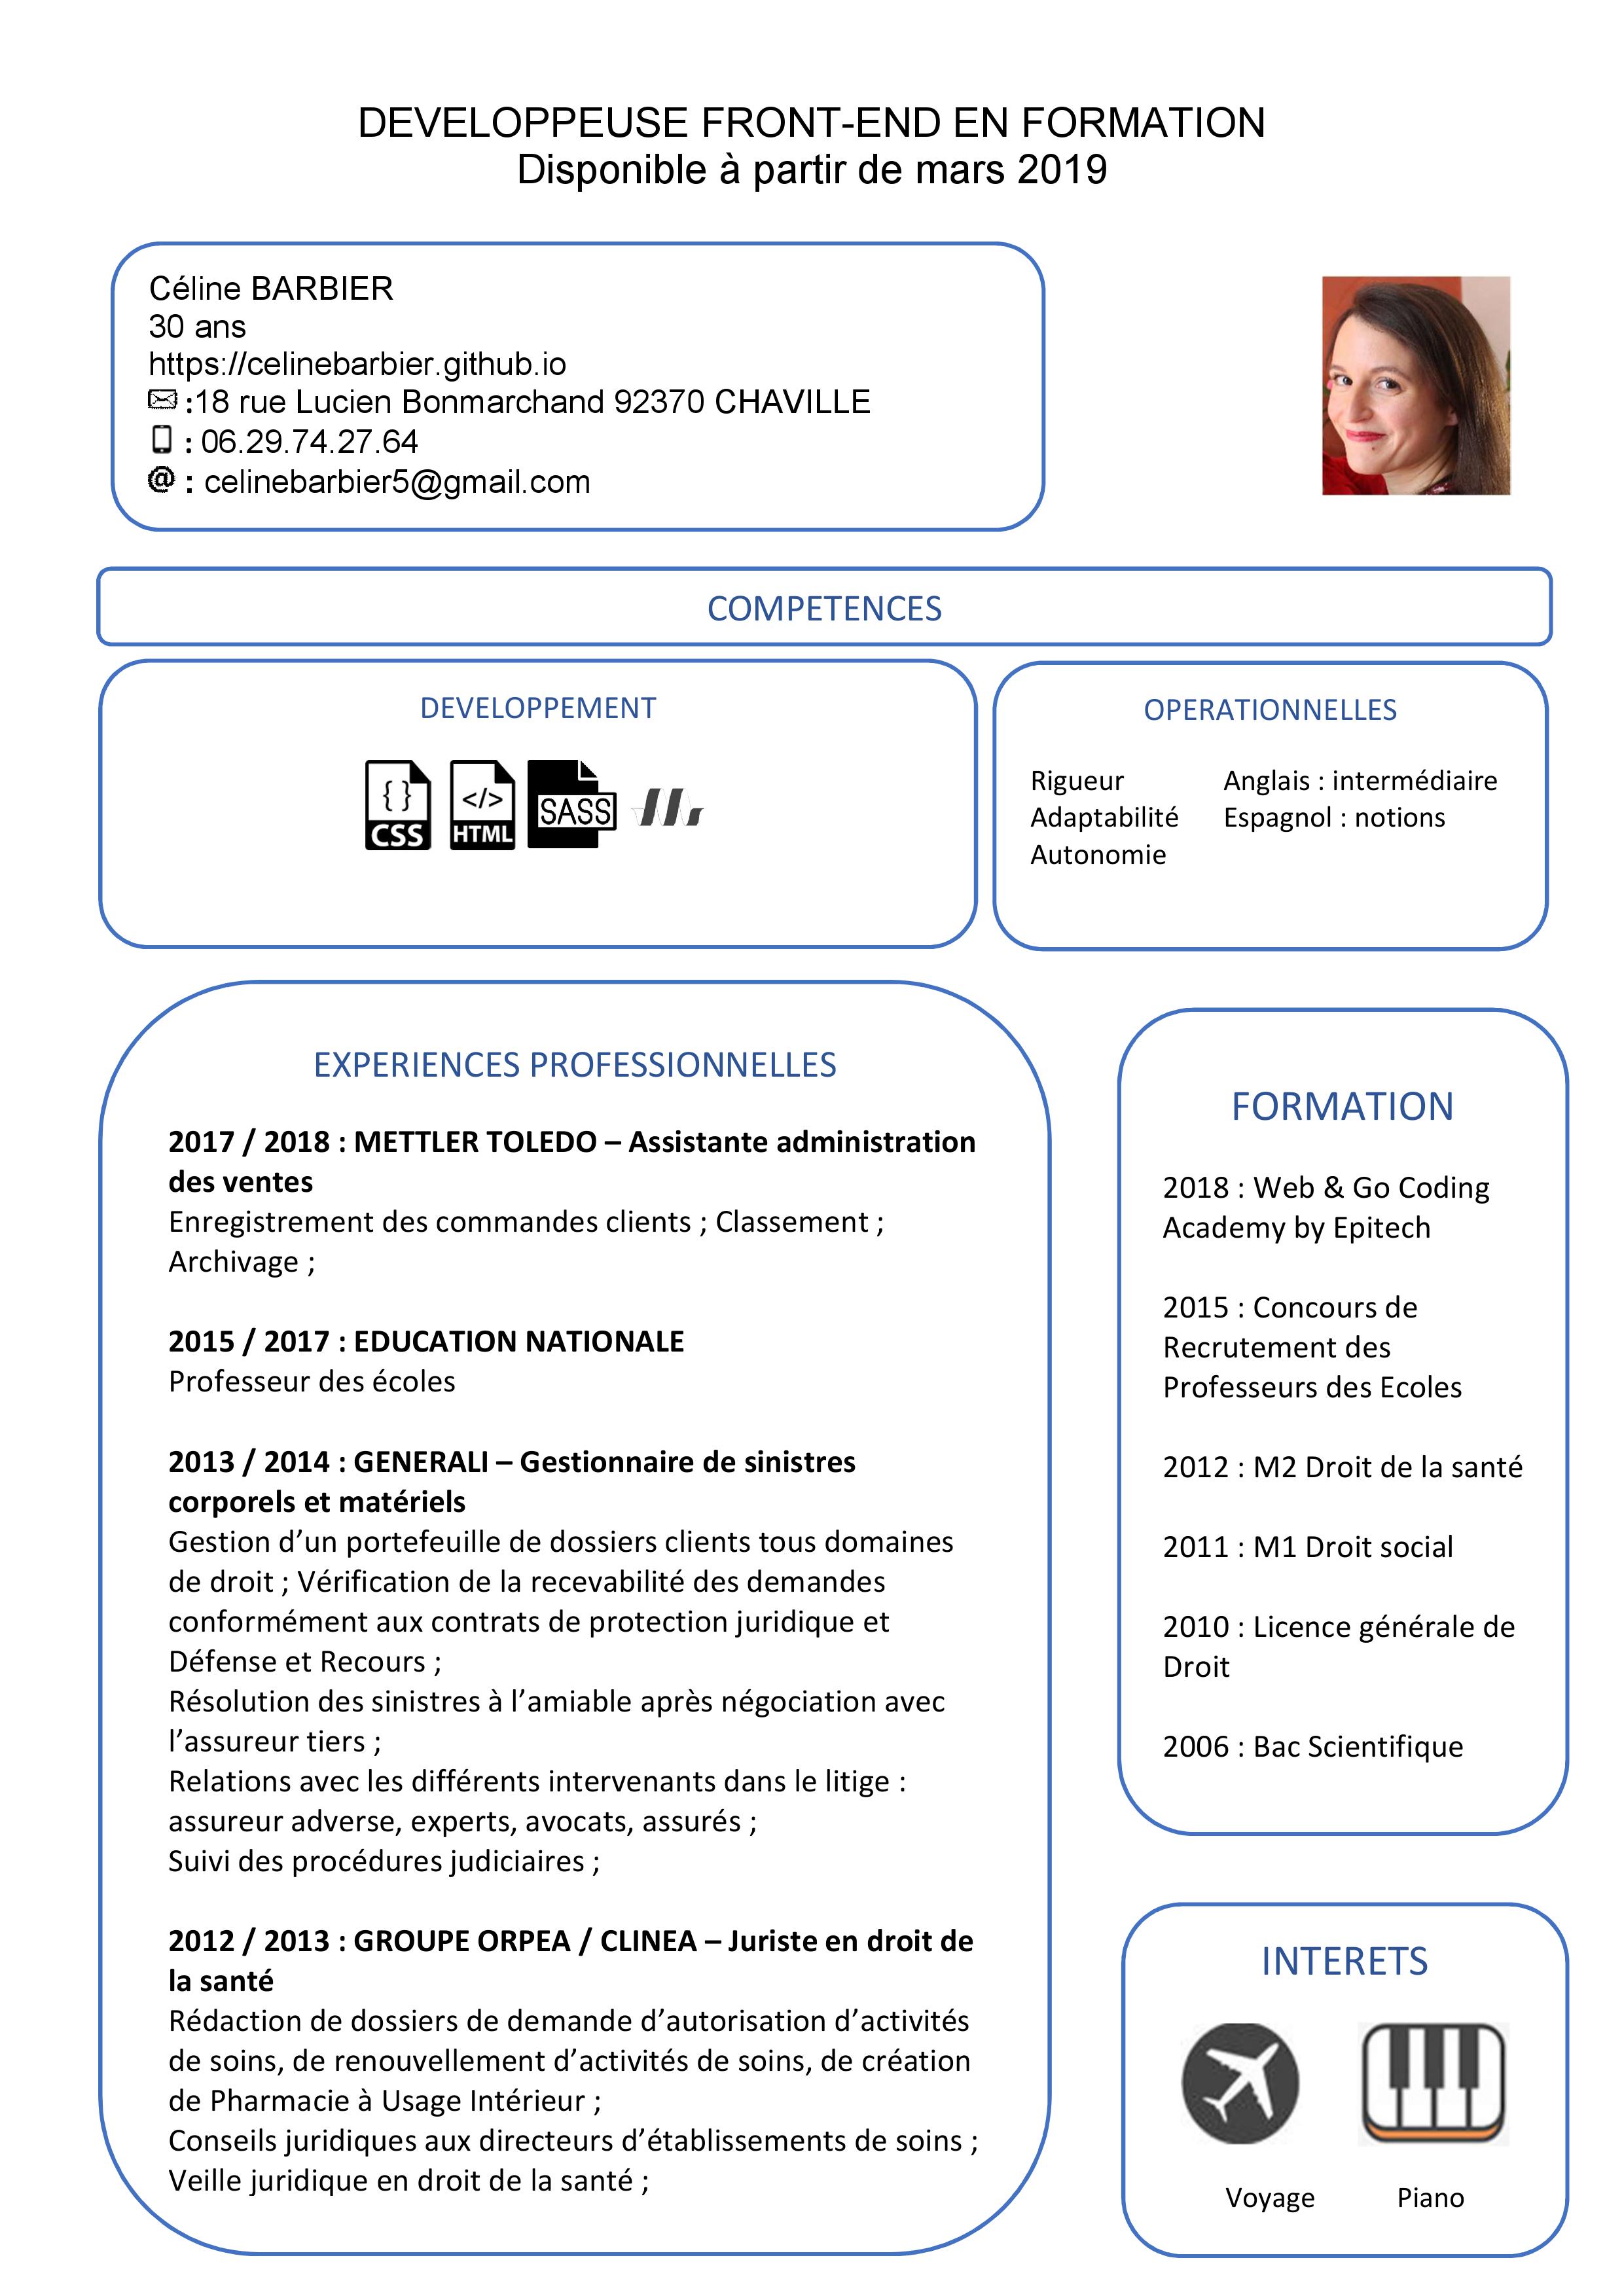 DEVELOPPEUSE FRONT-END EN FORMATION
Disponible à partir de mars 2019
Céline BARBIER
30 ans
https://celinebarbier.github.io
:18 rue Lucien Bonmarchand 92370 CHAVILLE
: 06.29.74.27.64
@ : celinebarbier5@gmail.com
COMPETENCES
DEVELOPPEMENT
{ } CSS
</> HTML
SASS
OPERATIONNELLES
Rigueur
Adaptabilité
Autonomie
Anglais : intermédiaire
Espagnol : notions
EXPERIENCES PROFESSIONNELLES
2017 / 2018 : METTLER TOLEDO – Assistante administration
des ventes
Enregistrement des commandes clients ; Classement ;
Archivage ;
2015 / 2017 : EDUCATION NATIONALE
Professeur des écoles
2013 / 2014 : GENERALI – Gestionnaire de sinistres
corporels et matériels
Gestion d’un portefeuille de dossiers clients tous domaines
de droit ; Vérification de la recevabilité des demandes
conformément aux contrats de protection juridique et
Défense et Recours ;
Résolution des sinistres à l’amiable après négociation avec
l’assureur tiers ;
Relations avec les différents intervenants dans le litige :
assureur adverse, experts, avocats, assurés ;
Suivi des procédures judiciaires ;
2012 / 2013 : GROUPE ORPEA / CLINEA – Juriste en droit de
la santé
Rédaction de dossiers de demande d’autorisation d’activités
de soins, de renouvellement d’activités de soins, de création
de Pharmacie à Usage Intérieur ;
Conseils juridiques aux directeurs d’établissements de soins ;
Veille juridique en droit de la santé ;
FORMATION
2018 : Web & Go Coding
Academy by Epitech
2015 : Concours de
Recrutement des
Professeurs des Ecoles
2012 : M2 Droit de la santé
2011 : M1 Droit social
2010 : Licence générale de
Droit
2006 : Bac Scientifique
INTERETS
Voyage
Piano